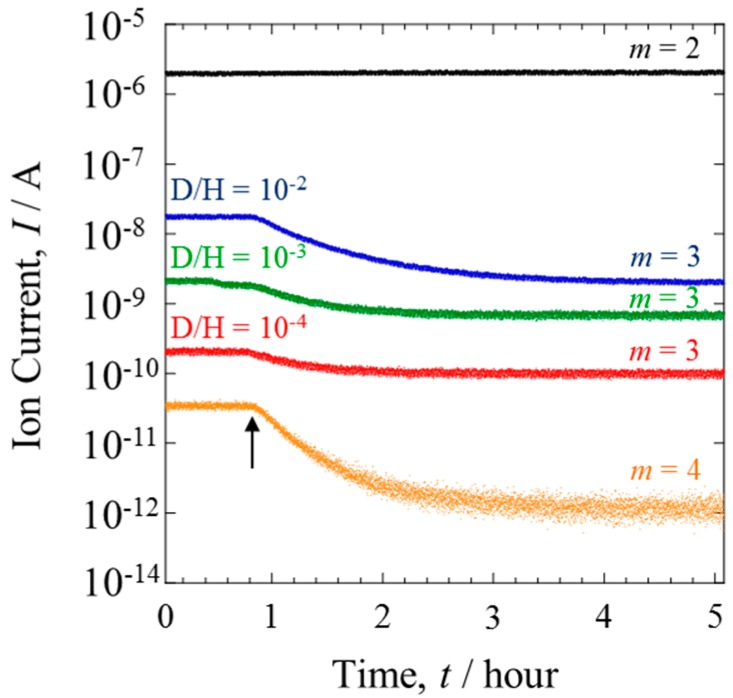 10⁻⁵
m = 2
10⁻⁶
10⁻⁷
D/H = 10⁻²
10⁻⁸
D/H = 10⁻³
m = 3
m = 3
10⁻⁹
D/H = 10⁻⁴
m = 3
10⁻¹⁰
10⁻¹¹
m = 4
10⁻¹²
10⁻¹⁴
0 1 2 3 4 5
Time, t / hour
Ion Current, I / A